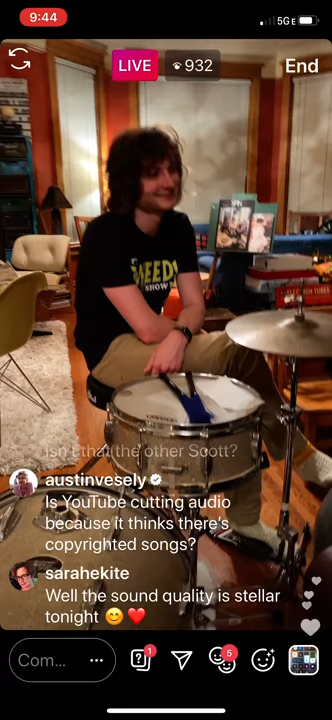 9:44
5GE
LIVE
932
End
NEEDS
SHOW
Isn't that the other Scott?
austinvesely
Is YouTube cutting audio
because it thinks there's
copyrighted songs?
sarahekite
Well the sound quality is stellar
tonight 😊❤️
Com...
1
5